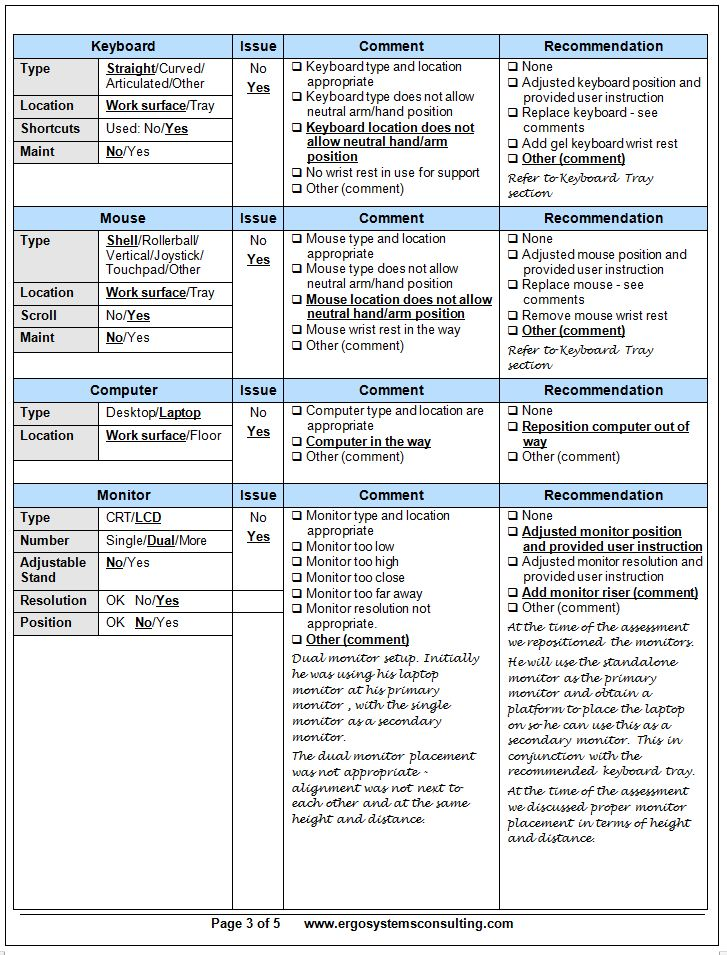 Keyboard Issue Comment Recommendation
Type
Straight/Curved/
Articulated/Other
Location Work surface/Tray
Shortcuts Used: No/Yes
Maint No/Yes
No
Yes
❑ Keyboard type and location
appropriate
❑ Keyboard type does not allow
neutral arm/hand position
❑ Keyboard location does not
allow neutral hand/arm
position
❑ No wrist rest in use for support
❑ Other (comment)
❑ None
❑ Adjusted keyboard position and
provided user instruction
❑ Replace keyboard - see
comments
❑ Add gel keyboard wrist rest
❑ Other (comment)
Refer to Keyboard Tray
section
Mouse Issue Comment Recommendation
Type
Shell/Rollerball/
Vertical/Joystick/
Touchpad/Other
Location Work surface/Tray
Scroll No/Yes
Maint No/Yes
No
Yes
❑ Mouse type and location
appropriate
❑ Mouse type does not allow
neutral arm/hand position
❑ Mouse location does not allow
neutral hand/arm position
❑ Mouse wrist rest in the way
❑ Other (comment)
❑ None
❑ Adjusted mouse position and
provided user instruction
❑ Replace mouse - see
comments
❑ Remove mouse wrist rest
❑ Other (comment)
Refer to Keyboard Tray
section
Computer Issue Comment Recommendation
Type Desktop/Laptop
Location Work surface/Floor
No
Yes
❑ Computer type and location are
appropriate
❑ Computer in the way
❑ Other (comment)
❑ None
❑ Reposition computer out of
way
❑ Other (comment)
Monitor Issue Comment Recommendation
Type CRT/LCD
Number Single/Dual/More
Adjustable
Stand
No/Yes
Resolution OK No/Yes
Position OK No/Yes
No
Yes
❑ Monitor type and location
appropriate
❑ Monitor too low
❑ Monitor too high
❑ Monitor too close
❑ Monitor too far away
❑ Monitor resolution not
appropriate.
❑ Other (comment)
Dual monitor setup. Initially
he was using his laptop
monitor at his primary
monitor , with the single
monitor as a secondary
monitor.
The dual monitor placement
was not appropriate -
alignment was not next to
each other and at the same
height and distance.
❑ None
❑ Adjusted monitor position
and provided user instruction
❑ Adjusted monitor resolution and
provided user instruction
❑ Add monitor riser (comment)
❑ Other (comment)
At the time of the assessment
we repositioned the monitors.
He will use the standalone
monitor as the primary
monitor and obtain a
platform to place the laptop
on so he can use this as a
secondary monitor. This in
conjunction with the
recommended keyboard tray.
At the time of the assessment
we discussed proper monitor
placement in terms of height
and distance.
Page 3 of 5 www.ergosystemsconsulting.com